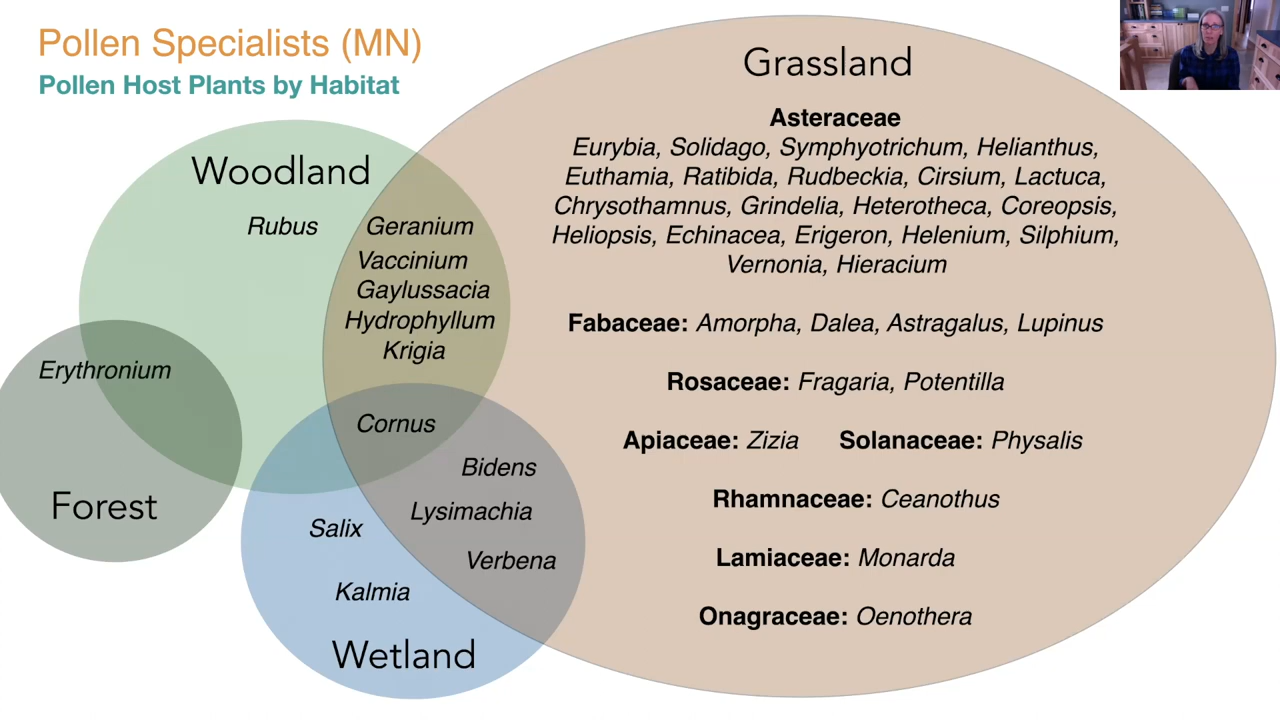 Pollen Specialists (MN)
Pollen Host Plants by Habitat
Woodland
Rubus
Geranium
Vaccinium
Gaylussacia
Hydrophyllum
Krigia
Erythronium
Forest
Cornus
Bidens
Lysimachia
Verbena
Salix
Kalmia
Wetland
Grassland
Asteraceae
Eurybia, Solidago, Symphyotrichum, Helianthus,
Euthamia, Ratibida, Rudbeckia, Cirsium, Lactuca,
Chrysothamnus, Grindelia, Heterotheca, Coreopsis,
Heliopsis, Echinacea, Erigeron, Helenium, Silphium,
Vernonia, Hieracium
Fabaceae: Amorpha, Dalea, Astragalus, Lupinus
Rosaceae: Fragaria, Potentilla
Apiaceae: Zizia Solanaceae: Physalis
Rhamnaceae: Ceanothus
Lamiaceae: Monarda
Onagraceae: Oenothera